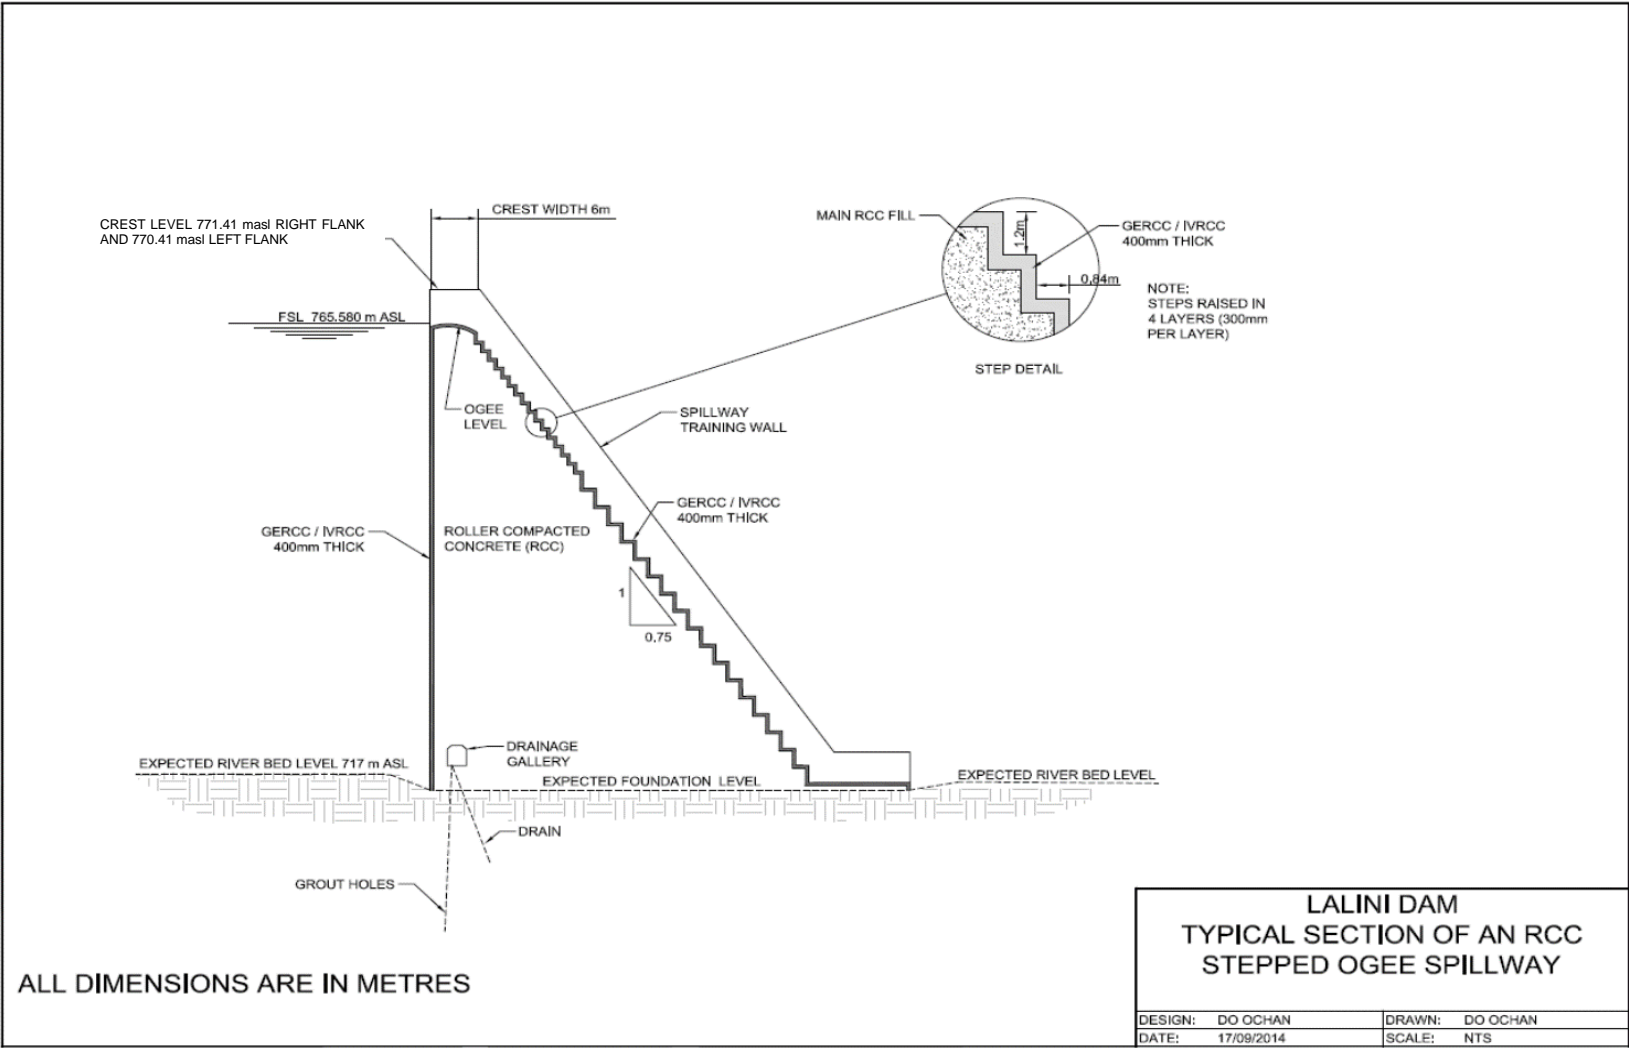 CREST WIDTH 6m
CREST LEVEL 771.41 masl RIGHT FLANK
AND 770.41 masl LEFT FLANK
FSL 765.580 m ASL
OGEE
LEVEL
SPILLWAY
TRAINING WALL
GERCC / IVRCC
400mm THICK
GERCC / IVRCC
400mm THICK
ROLLER COMPACTED
CONCRETE (RCC)
1
0,75
DRAINAGE
GALLERY
EXPECTED RIVER BED LEVEL 717 m ASL
EXPECTED FOUNDATION LEVEL
EXPECTED RIVER BED LEVEL
DRAIN
GROUT HOLES
MAIN RCC FILL
1,2m
GERCC / IVRCC
400mm THICK
0,84m
NOTE:
STEPS RAISED IN
4 LAYERS (300mm
PER LAYER)
STEP DETAIL
ALL DIMENSIONS ARE IN METRES
LALINI DAM
TYPICAL SECTION OF AN RCC
STEPPED OGEE SPILLWAY
DESIGN: DO OCHAN DRAWN: DO OCHAN
DATE: 17/09/2014 SCALE: NTS